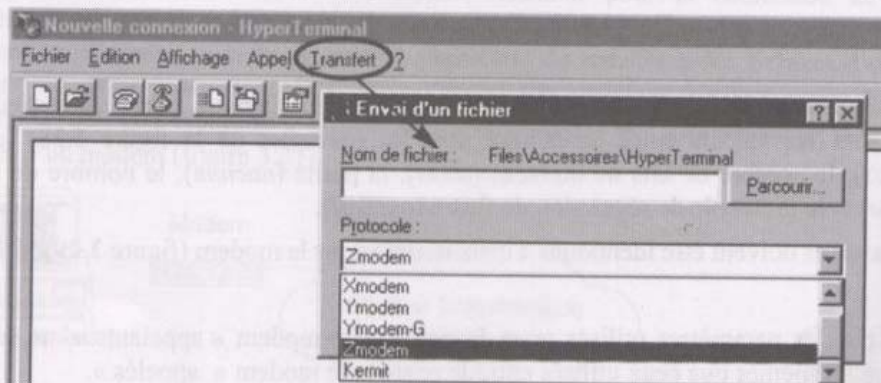 Nouvelle connexion - HyperTerminal
Fichier Edition Affichage Appel Transfert ?
Envoi d'un fichier
Nom de fichier : Files\Accessoires\HyperTerminal
Parcourir...
Protocole :
Zmodem
Xmodem
Ymodem
Ymodem-G
Zmodem
Kermit